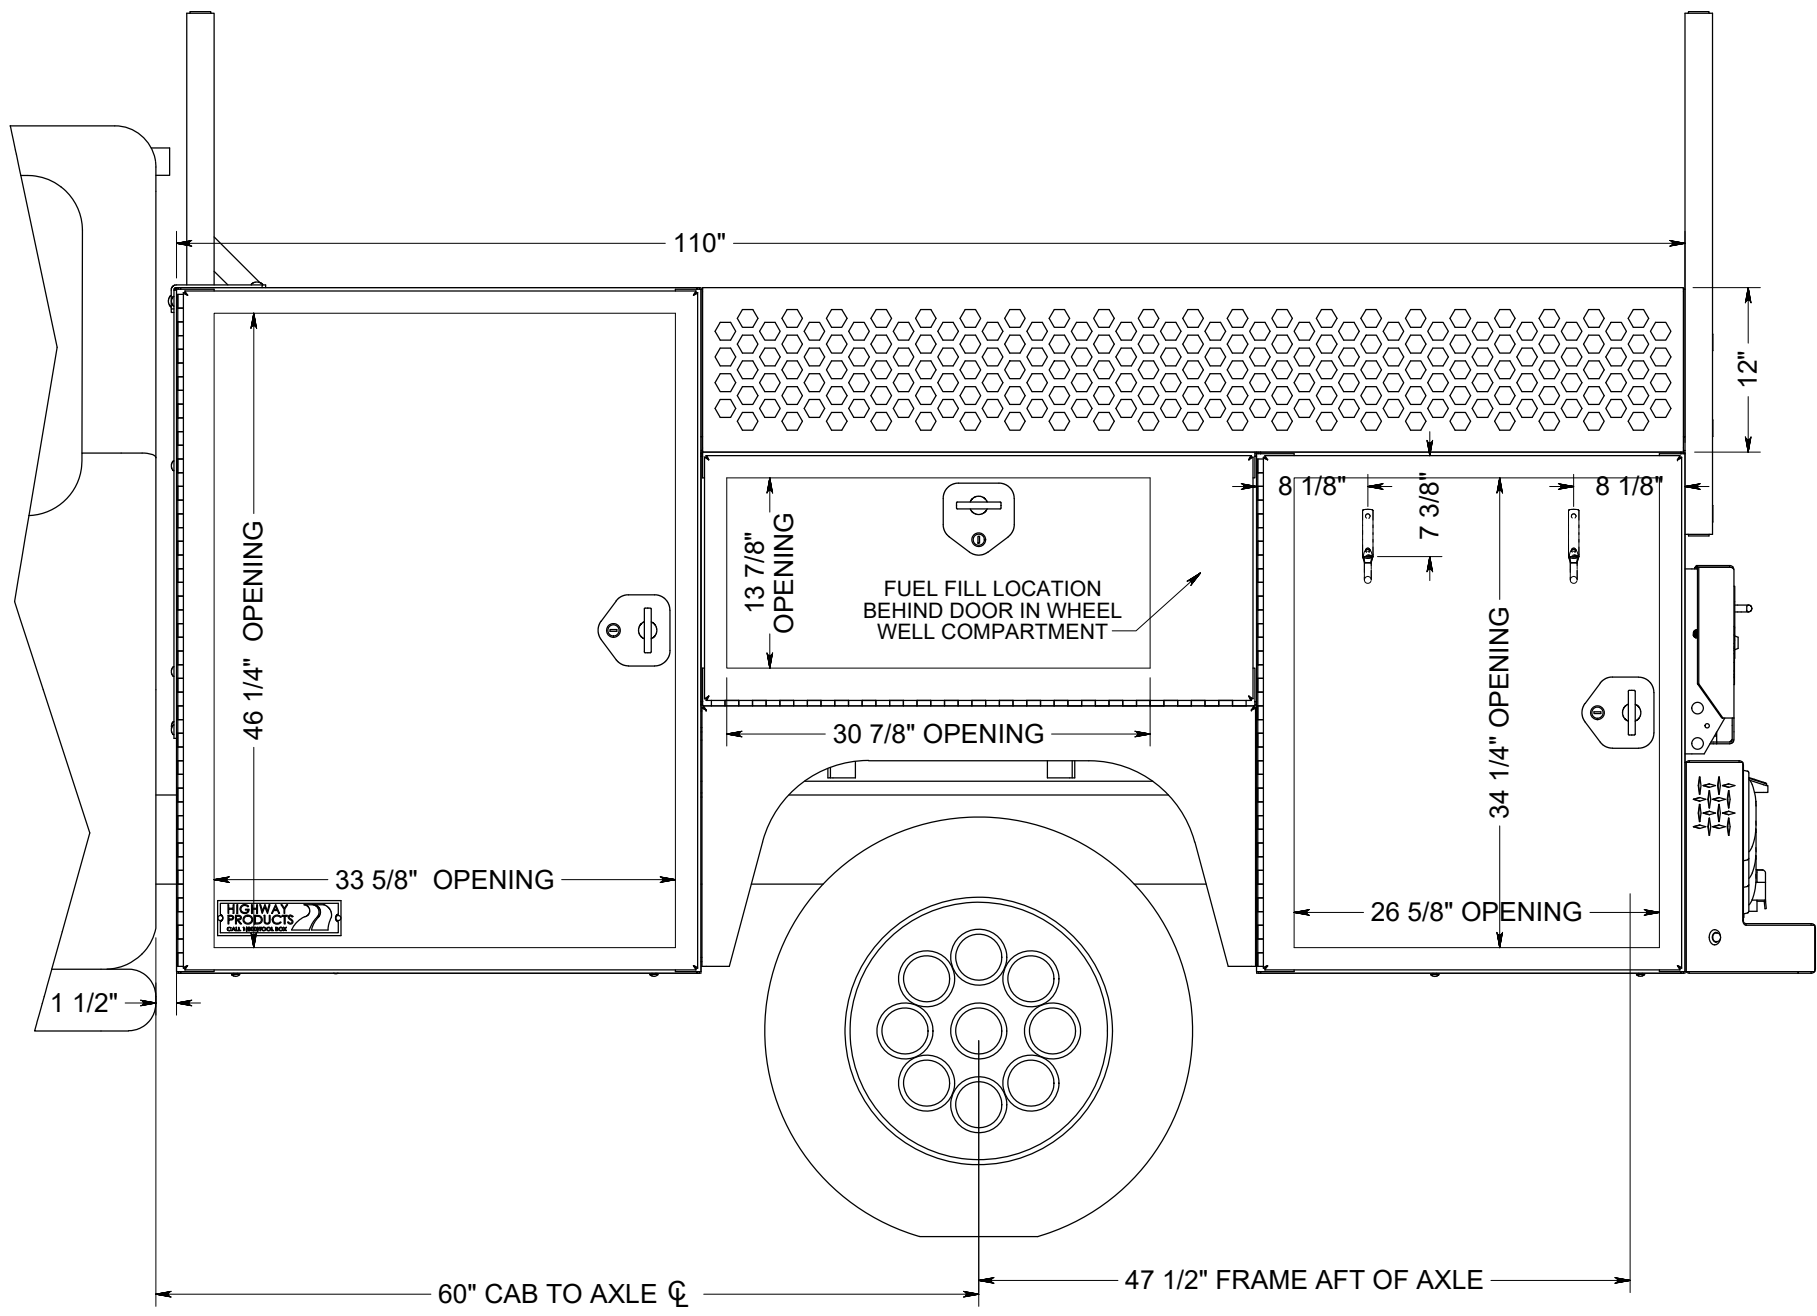 110"
12"
8 1/8"
7 3/8"
8 1/8"
46 1/4" OPENING
13 7/8"
OPENING
FUEL FILL LOCATION
BEHIND DOOR IN WHEEL
WELL COMPARTMENT
34 1/4" OPENING
30 7/8" OPENING
33 5/8" OPENING
HIGHWAY
PRODUCTS
26 5/8" OPENING
1 1/2"
47 1/2" FRAME AFT OF AXLE
60" CAB TO AXLE ℄